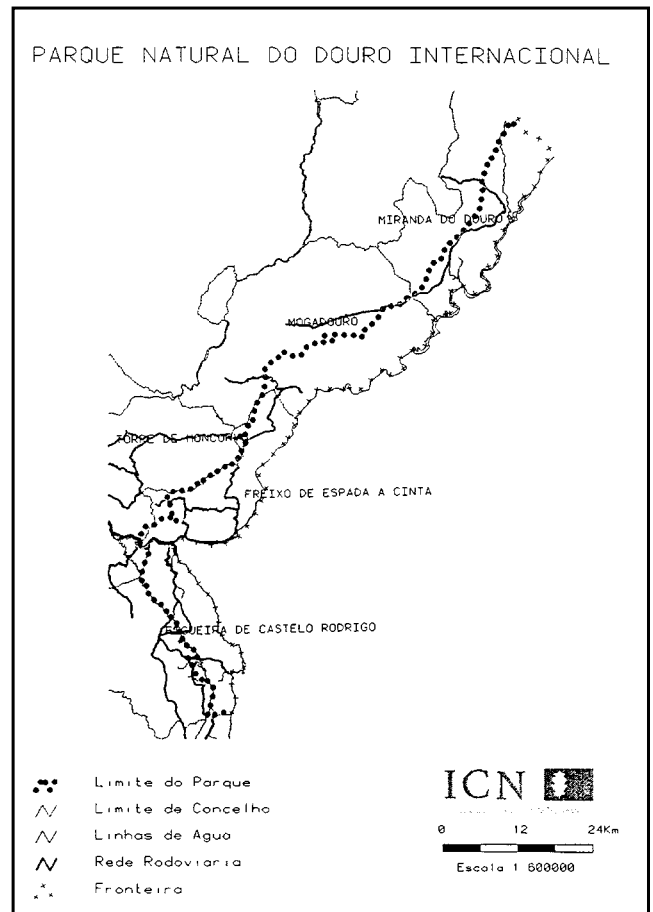 PARQUE NATURAL DO DOURO INTERNACIONAL
MIRANDA DO DOURO
MOGADOURO
TORRE DE MONCORVO
FREIXO DE ESPADA A CINTA
FIGUEIRA DE CASTELO RODRIGO
Limite do Parque
Limite de Concelho
Linhas de Agua
Rede Rodoviaria
Fronteira
ICN
0 12 24Km
Escala 1 600000